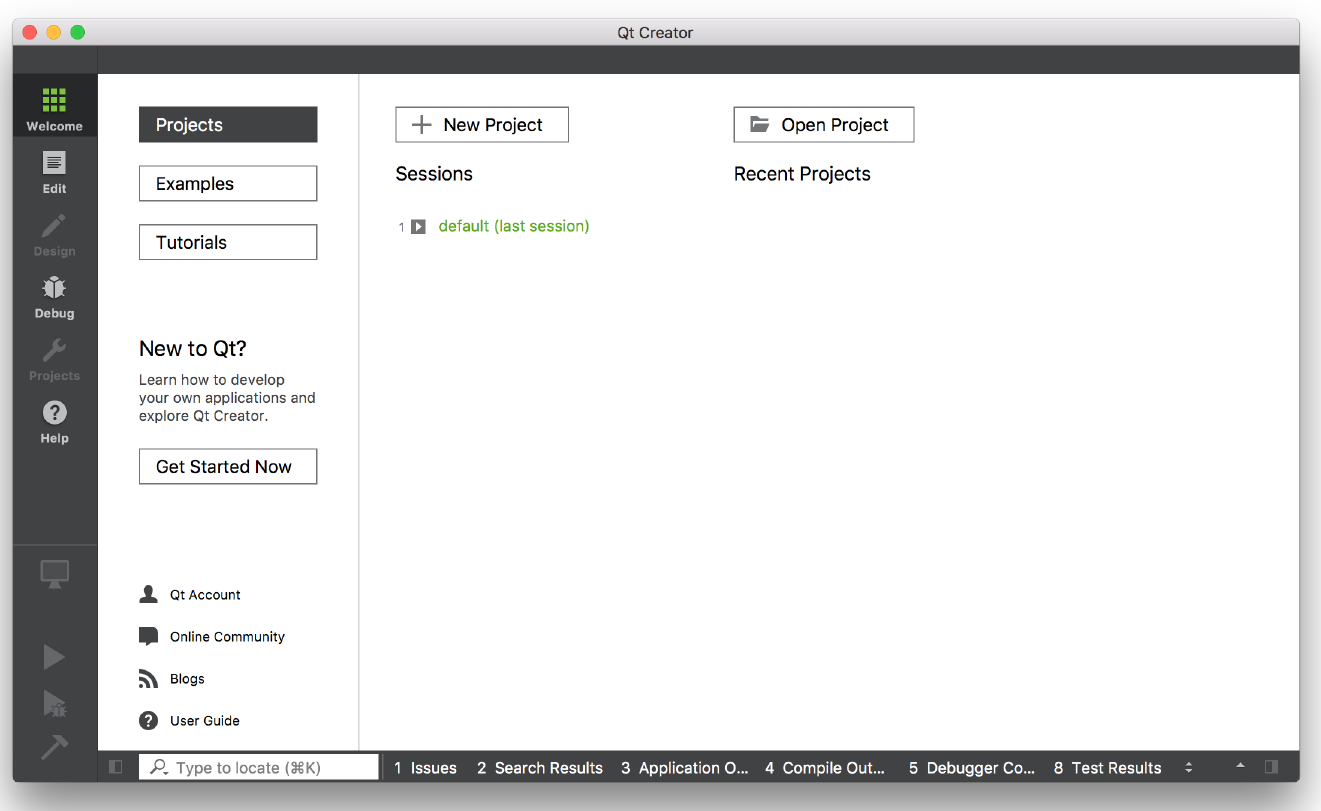 Qt Creator
Welcome
Edit
Design
Debug
Projects
Help
Projects
Examples
Tutorials
New to Qt?
Learn how to develop
your own applications and
explore Qt Creator.
Get Started Now
Qt Account
Online Community
Blogs
User Guide
New Project
Open Project
Sessions
Recent Projects
1 default (last session)
Type to locate (⌘K)
1 Issues 2 Search Results 3 Application O... 4 Compile Out... 5 Debugger Co... 8 Test Results